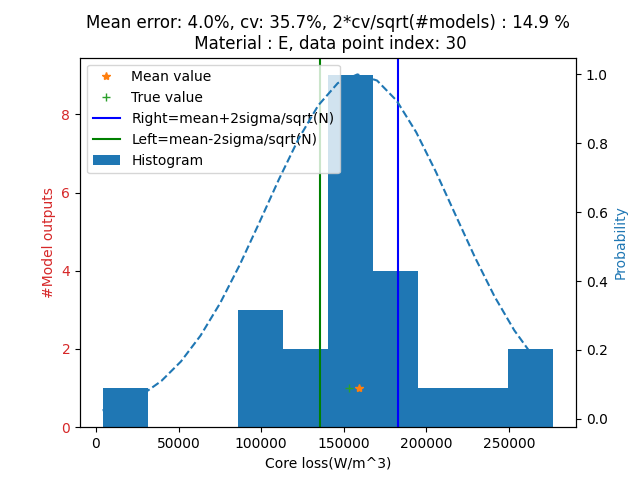 Mean error: 4.0%, cv: 35.7%, 2*cv/sqrt(#models) : 14.9 %
Material : E, data point index: 30
Mean value
True value
Right=mean+2sigma/sqrt(N)
Left=mean-2sigma/sqrt(N)
Histogram
#Model outputs
8
6
4
2
0
1.0
0.8
0.6
0.4
0.2
0.0
Probability
0
50000
100000
150000
200000
250000
Core loss(W/m^3)